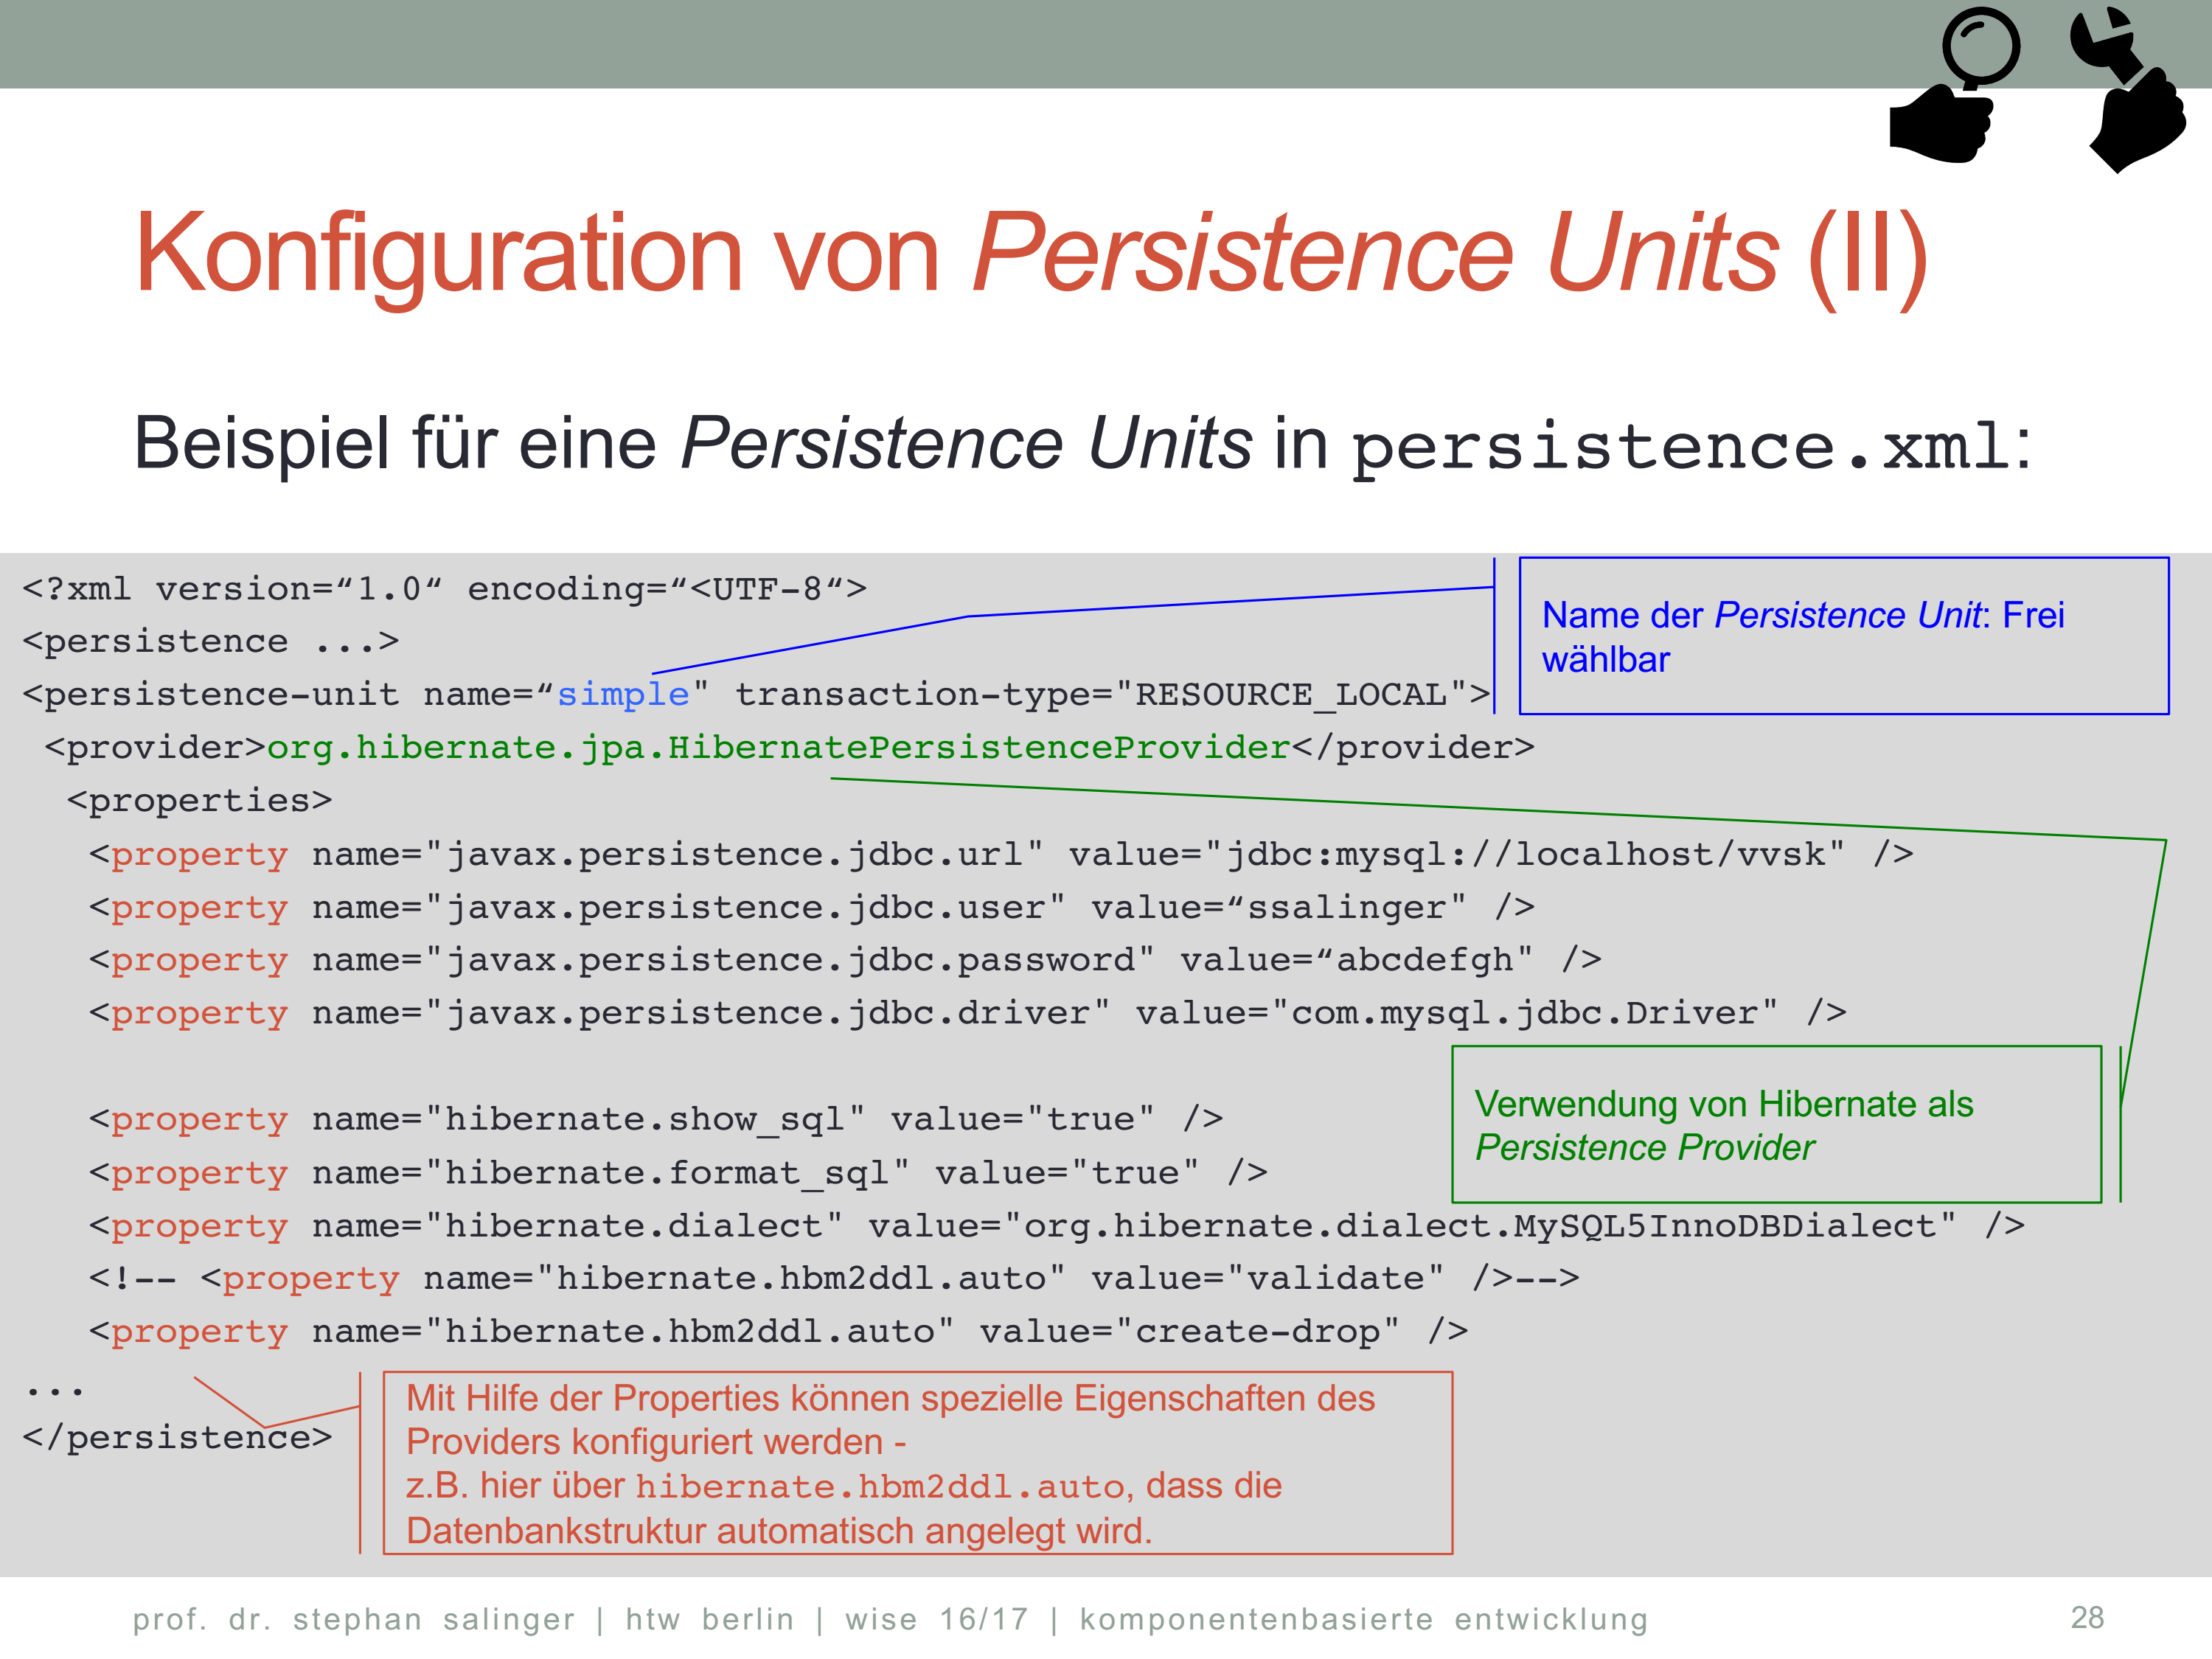 Konfiguration von Persistence Units (II)
Beispiel für eine Persistence Units in persistence.xml:
<?xml version=“1.0“ encoding=“<UTF-8“>
<persistence ...>
<persistence-unit name=“simple" transaction-type="RESOURCE_LOCAL">
<provider>org.hibernate.jpa.HibernatePersistenceProvider</provider>
<properties>
<property name="javax.persistence.jdbc.url" value="jdbc:mysql://localhost/vvsk" />
<property name="javax.persistence.jdbc.user" value=“ssalinger" />
<property name="javax.persistence.jdbc.password" value=“abcdefgh" />
<property name="javax.persistence.jdbc.driver" value="com.mysql.jdbc.Driver" />
<property name="hibernate.show_sql" value="true" />
<property name="hibernate.format_sql" value="true" />
<property name="hibernate.dialect" value="org.hibernate.dialect.MySQL5InnoDBDialect" />
<!-- <property name="hibernate.hbm2ddl.auto" value="validate" />-->
<property name="hibernate.hbm2ddl.auto" value="create-drop" />
...
</persistence>
Name der Persistence Unit: Frei
wählbar
Verwendung von Hibernate als
Persistence Provider
Mit Hilfe der Properties können spezielle Eigenschaften des
Providers konfiguriert werden -
z.B. hier über hibernate.hbm2ddl.auto, dass die
Datenbankstruktur automatisch angelegt wird.
prof. dr. stephan salinger | htw berlin | wise 16/17 | komponentenbasierte entwicklung
28